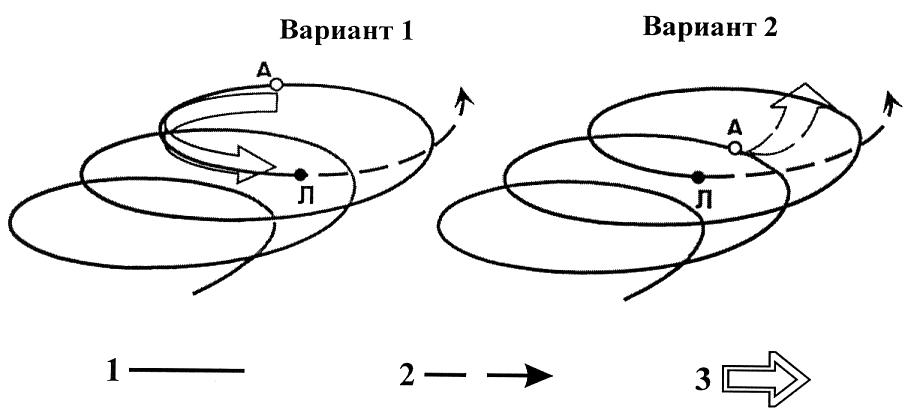 Вариант 1
Вариант 2
А
Л
А
Л
1
2
3